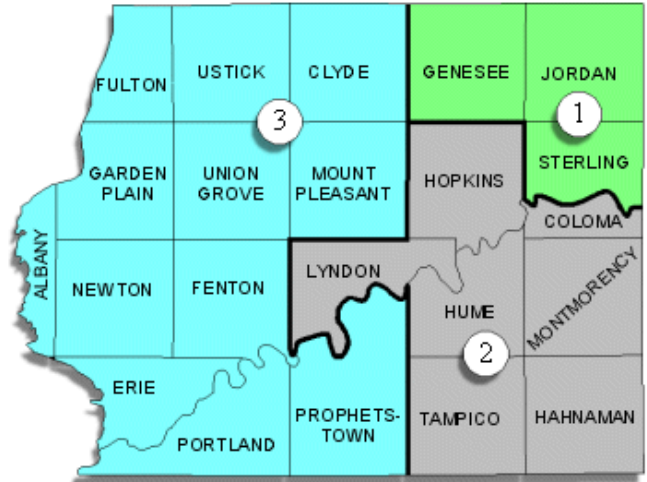 FULTON
USTICK
CLYDE
GENESEE
JORDAN
3
1
GARDEN
PLAIN
UNION
GROVE
MOUNT
PLEASANT
HOPKINS
STERLING
COLOMA
ALBANY
NEWTON
FENTON
LYNDON
HUME
MONTMORENCY
2
ERIE
PORTLAND
PROPHETS-
TOWN
TAMPICO
HAHNAMAN